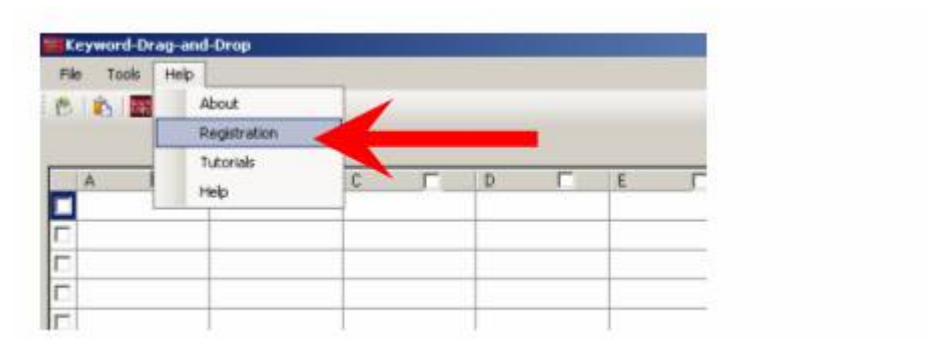 Keyword-Drag-and-Drop
File Tools Help
About
Registration
Tutorials
Help
A C D E